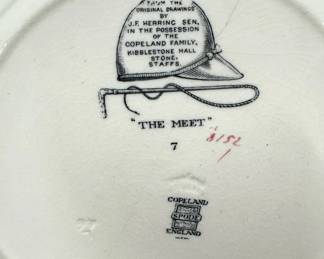 FROM THE
ORIGINAL DRAWINGS
BY
J.F. HERRING SEN,
IN THE POSSESSION
OF THE
COPELAND FAMILY,
KIBBLESTONE HALL
STONE.
STAFFS.
"THE MEET"
7
COPELAND
SPODE
ENGLAND